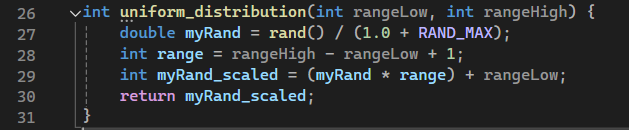 26 int uniform_distribution(int rangeLow, int rangeHigh) {
27 double myRand = rand() / (1.0 + RAND_MAX);
28 int range = rangeHigh - rangeLow + 1;
29 int myRand_scaled = (myRand * range) + rangeLow;
30 return myRand_scaled;
31 }